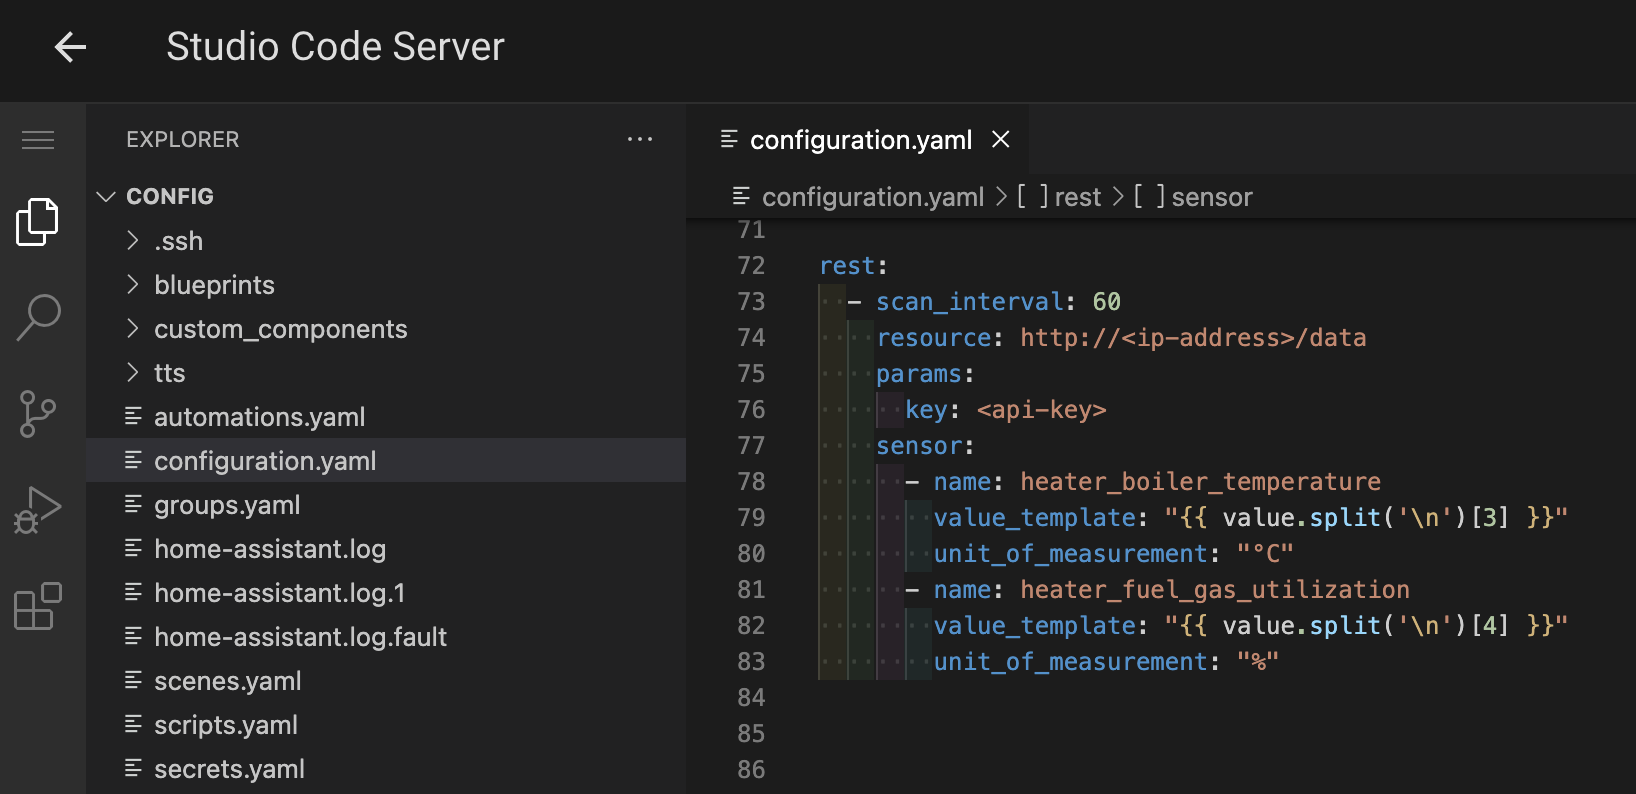 Studio Code Server
EXPLORER
CONFIG
.ssh
blueprints
custom_components
tts
automations.yaml
configuration.yaml
groups.yaml
home-assistant.log
home-assistant.log.1
home-assistant.log.fault
scenes.yaml
scripts.yaml
secrets.yaml
configuration.yaml
configuration.yaml > [ ] rest > [ ] sensor
71
72 rest:
73   - scan_interval: 60
74     resource: http://<ip-address>/data
75     params:
76       key: <api-key>
77     sensor:
78       - name: heater_boiler_temperature
79         value_template: "{{ value.split('\n')[3] }}"
80         unit_of_measurement: "°C"
81       - name: heater_fuel_gas_utilization
82         value_template: "{{ value.split('\n')[4] }}"
83         unit_of_measurement: "%"
84
85
86